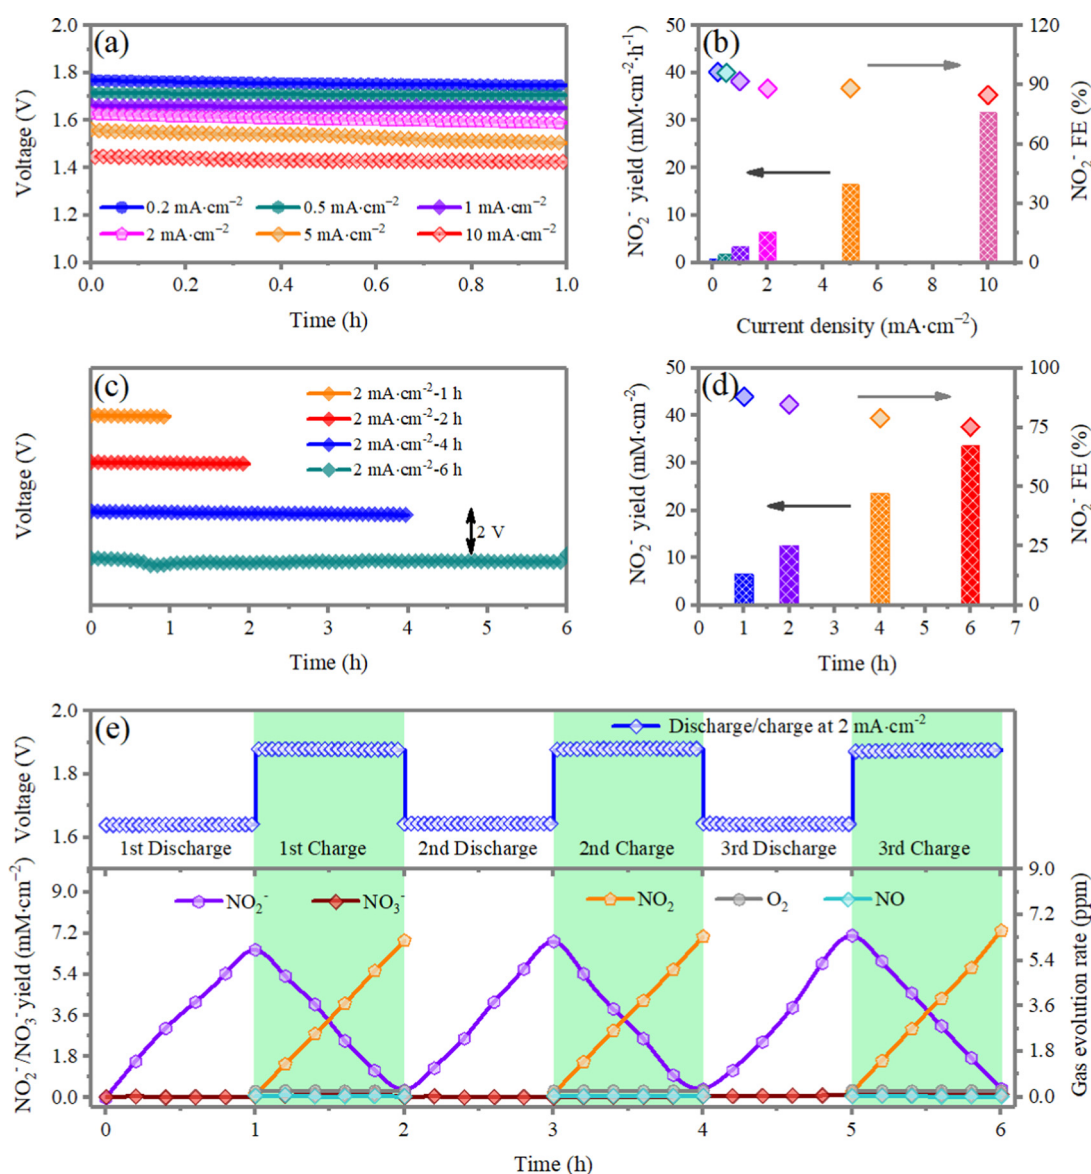 (a)
2.0
1.8
1.6
1.4
1.2
1.0
Voltage (V)
0.2 mA·cm⁻² 0.5 mA·cm⁻² 1 mA·cm⁻²
2 mA·cm⁻² 5 mA·cm⁻² 10 mA·cm⁻²
0.0 0.2 0.4 0.6 0.8 1.0
Time (h)
(b)
50
40
30
20
10
0
NO₂⁻ yield (mM·cm⁻²·h⁻¹)
120
90
60
30
0
NO₂⁻ FE (%)
0 2 4 6 8 10
Current density (mA·cm⁻²)
(c)
Voltage (V)
2 mA·cm⁻²-1 h
2 mA·cm⁻²-2 h
2 mA·cm⁻²-4 h
2 mA·cm⁻²-6 h
2 V
0 1 2 3 4 5 6
Time (h)
(d)
50
40
30
20
10
0
NO₂⁻ yield (mM·cm⁻²)
100
75
50
25
0
NO₂⁻ FE (%)
0 1 2 3 4 5 6 7
Time (h)
(e)
2.0
1.8
1.6
Voltage (V)
Discharge/charge at 2 mA·cm⁻²
1st Discharge 1st Charge 2nd Discharge 2nd Charge 3rd Discharge 3rd Charge
NO₂⁻ NO₃⁻ NO₂ O₂ NO
9.0
7.2
5.4
3.6
1.8
0.0
NO₂⁻/NO₃⁻ yield (mM·cm⁻²)
9.0
7.2
5.4
3.6
1.8
0.0
Gas evolution rate (ppm)
0 1 2 3 4 5 6
Time (h)